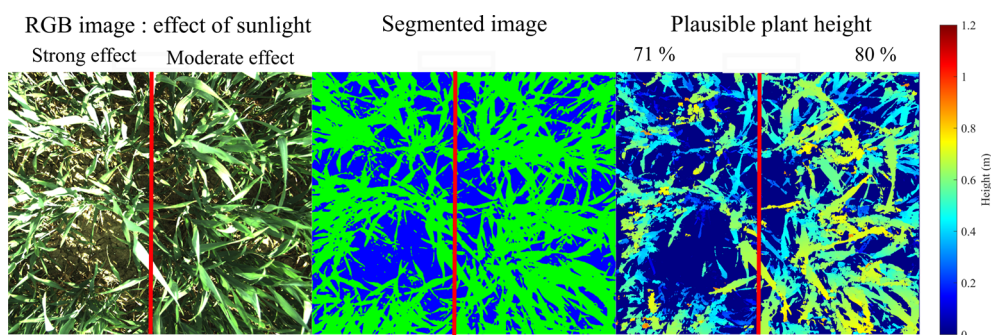 RGB image : effect of sunlight
Strong effect
Moderate effect
Segmented image
Plausible plant height
71 %
80 %
1.2
1
0.8
0.6
0.4
0.2
0
Height (m)